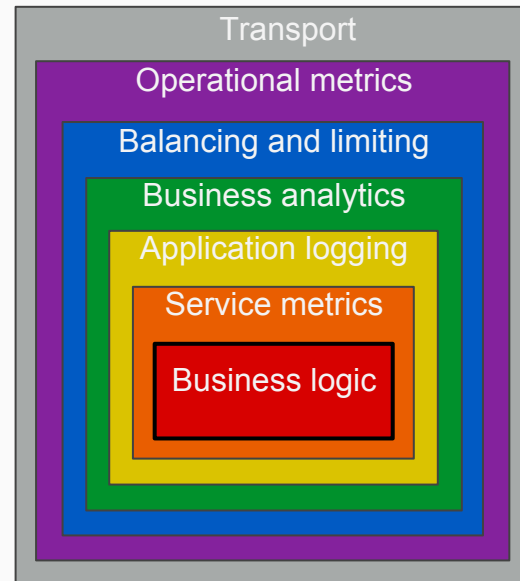 Transport
Operational metrics
Balancing and limiting
Business analytics
Application logging
Service metrics
Business logic